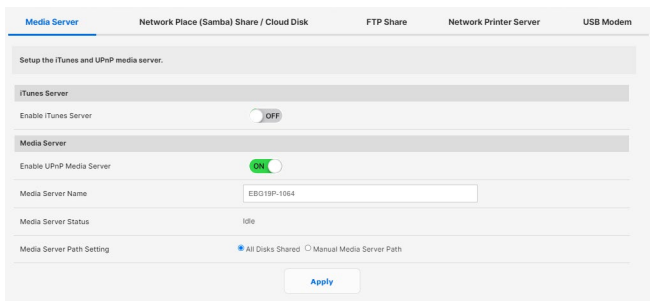 Media Server Network Place (Samba) Share / Cloud Disk FTP Share Network Printer Server USB Modem
Setup the iTunes and UPnP media server.
iTunes Server
Enable iTunes Server OFF
Media Server
Enable UPnP Media Server ON
Media Server Name EBG19P-1064
Media Server Status Idle
Media Server Path Setting All Disks Shared Manual Media Server Path
Apply